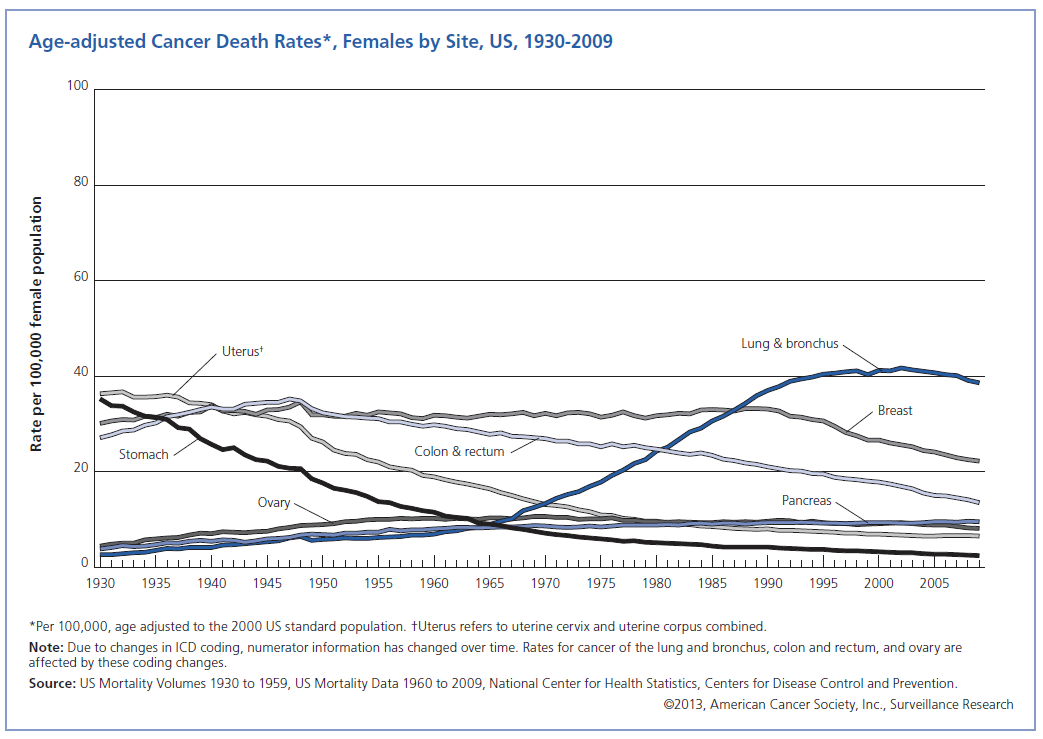 Age-adjusted Cancer Death Rates*, Females by Site, US, 1930-2009
100
80
60
40
20
0
Rate per 100,000 female population
Uterus†
Lung & bronchus
Breast
Stomach
Colon & rectum
Ovary
Pancreas
1930 1935 1940 1945 1950 1955 1960 1965 1970 1975 1980 1985 1990 1995 2000 2005
*Per 100,000, age adjusted to the 2000 US standard population. †Uterus refers to uterine cervix and uterine corpus combined.
Note: Due to changes in ICD coding, numerator information has changed over time. Rates for cancer of the lung and bronchus, colon and rectum, and ovary are
affected by these coding changes.
Source: US Mortality Volumes 1930 to 1959, US Mortality Data 1960 to 2009, National Center for Health Statistics, Centers for Disease Control and Prevention.
©2013, American Cancer Society, Inc., Surveillance Research